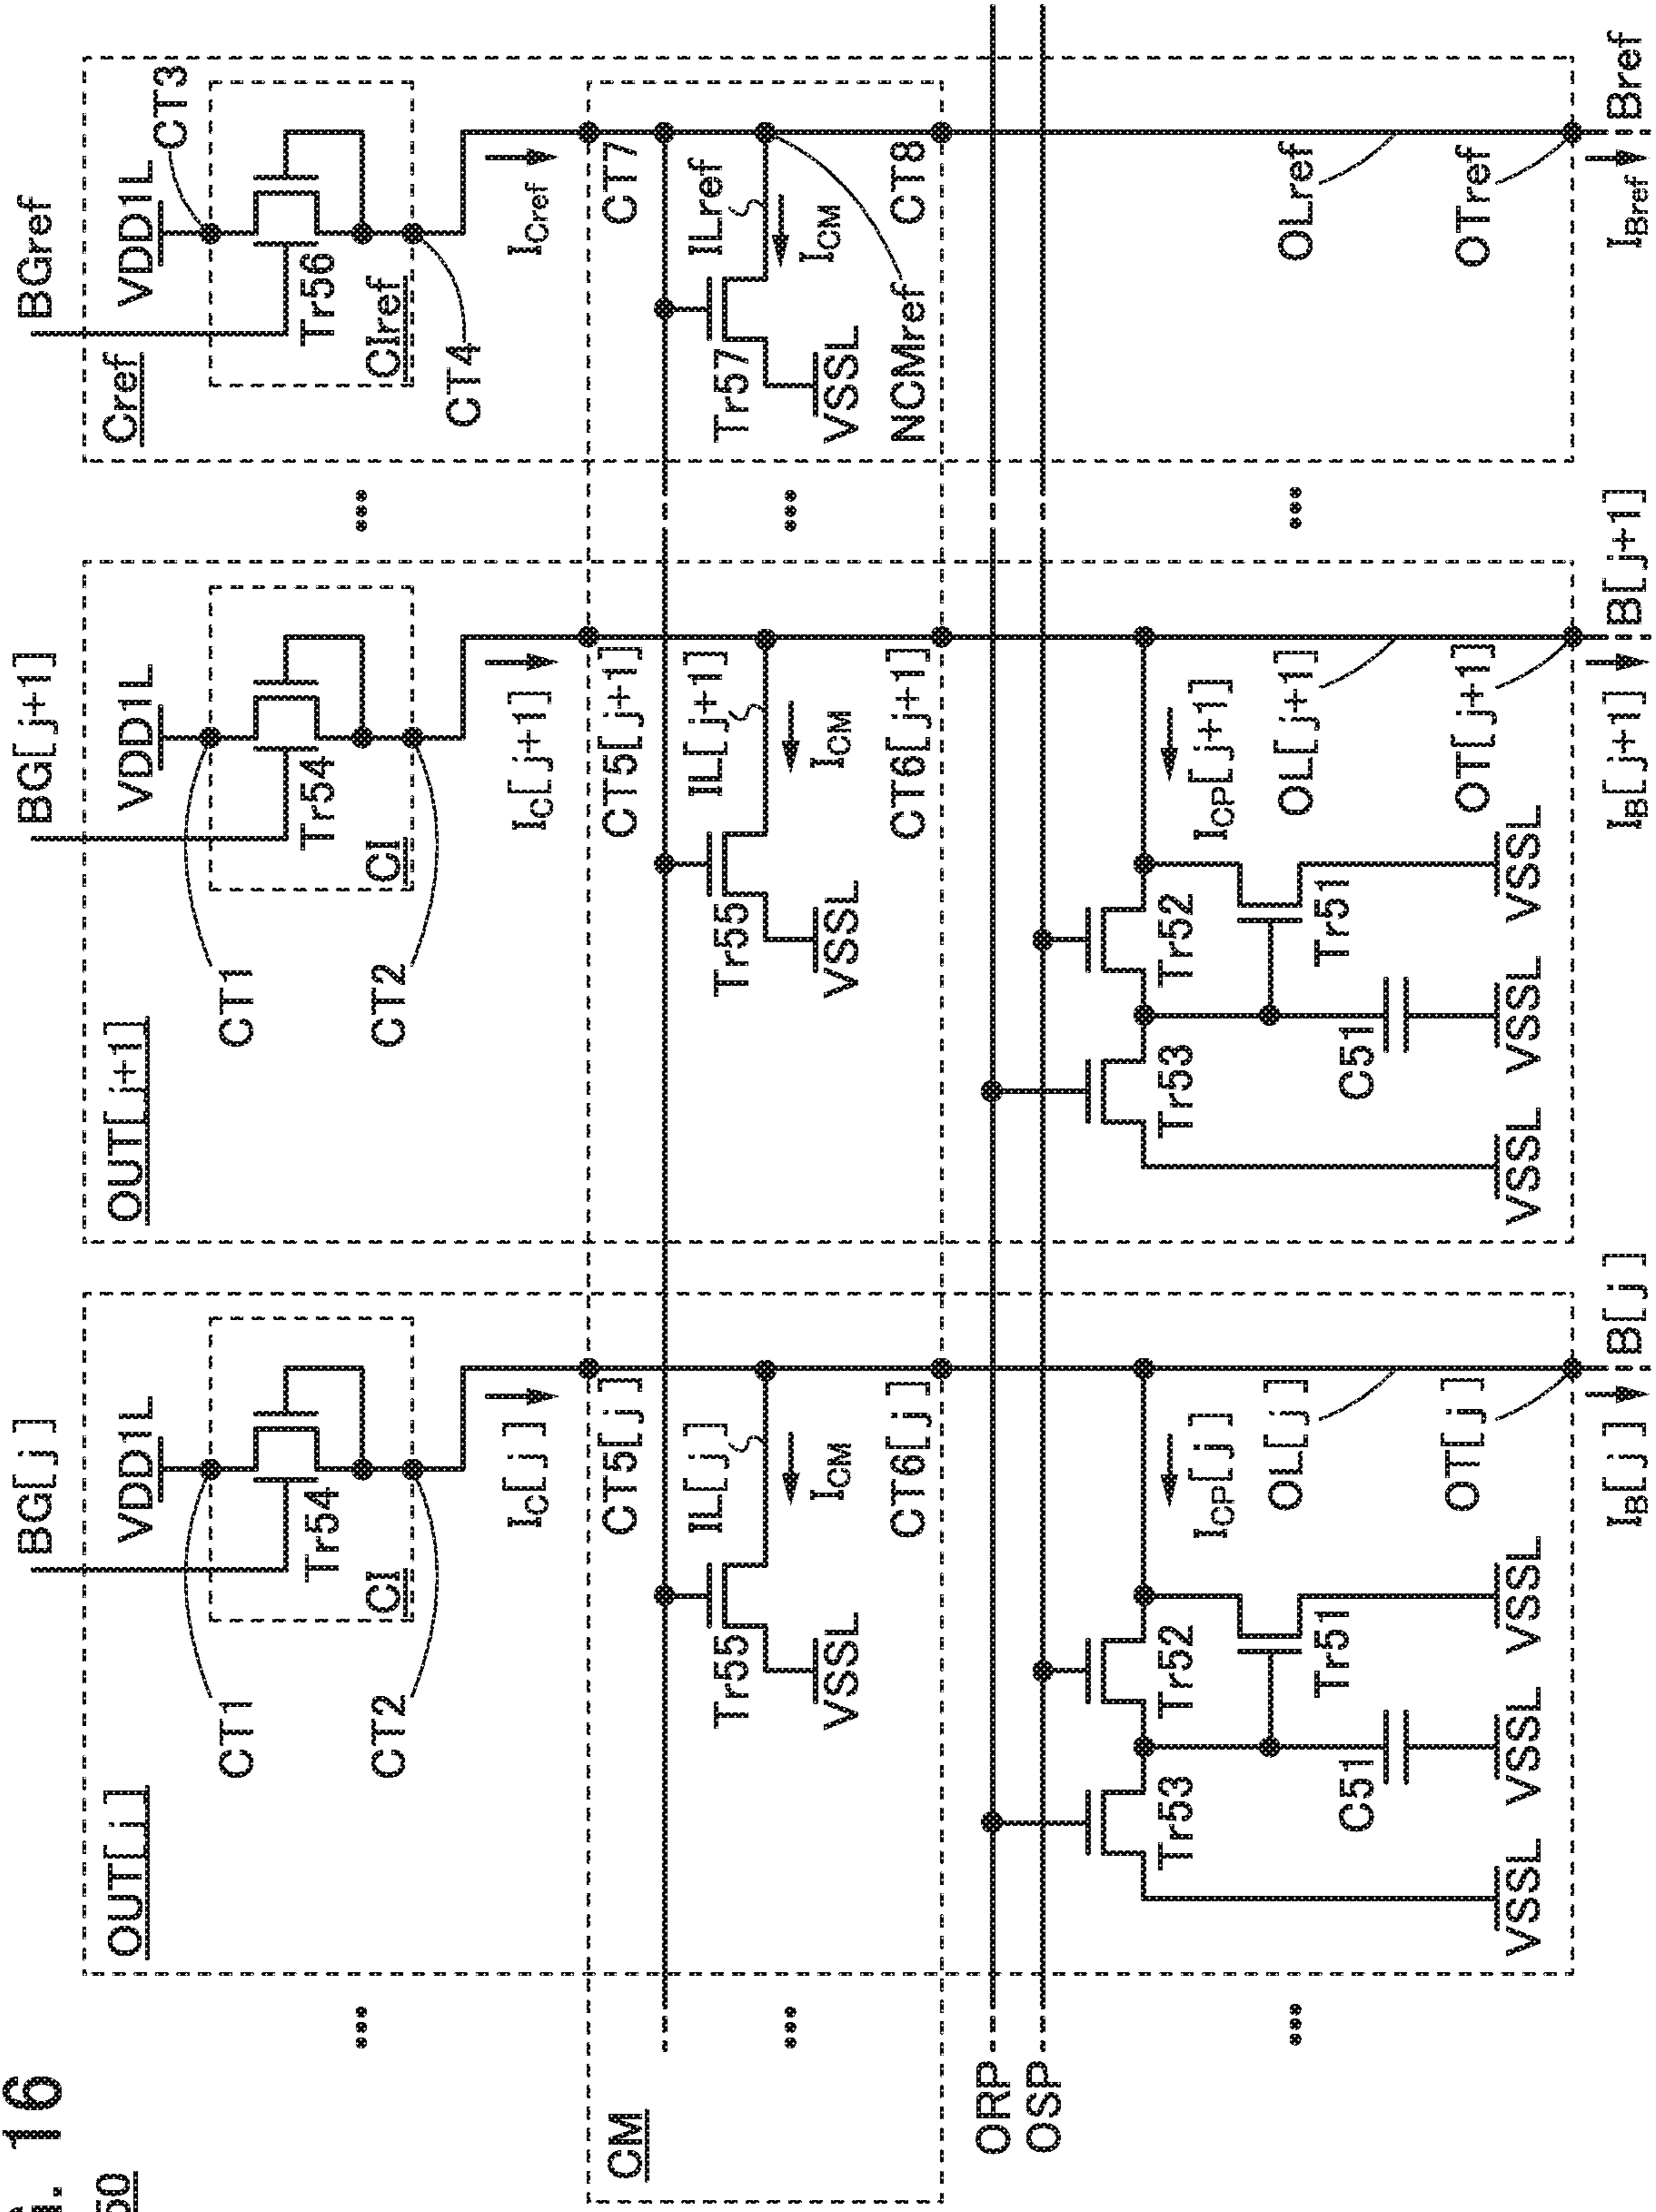 G. 16
50
OUT[j]
BG[j]
VDD1L
CT1
Tr54
CI
CT2
IC[j]
CT5[j]
IL[j]
ICM
Tr55
VSSL
CT6[j]
CM
ORP
OSP
Tr53
Tr52
ICP[j]
C51
Tr51
OL[j]
OT[j]
VSSL
VSSL
VSSL
IB[j]
B[j]
OUT[j+1]
BG[j+1]
VDD1L
CT1
Tr54
CI
CT2
IC[j+1]
CT5[j+1]
IL[j+1]
ICM
Tr55
VSSL
CT6[j+1]
Tr53
Tr52
ICP[j+1]
C51
Tr51
OL[j+1]
OT[j+1]
VSSL
VSSL
VSSL
IB[j+1]
B[j+1]
Cref
BGref
VDD1L
CT3
Tr56
CIref
CT4
ICref
CT7
ILref
ICM
Tr57
VSSL
NCMref
CT8
OLref
OTref
IBref
Bref